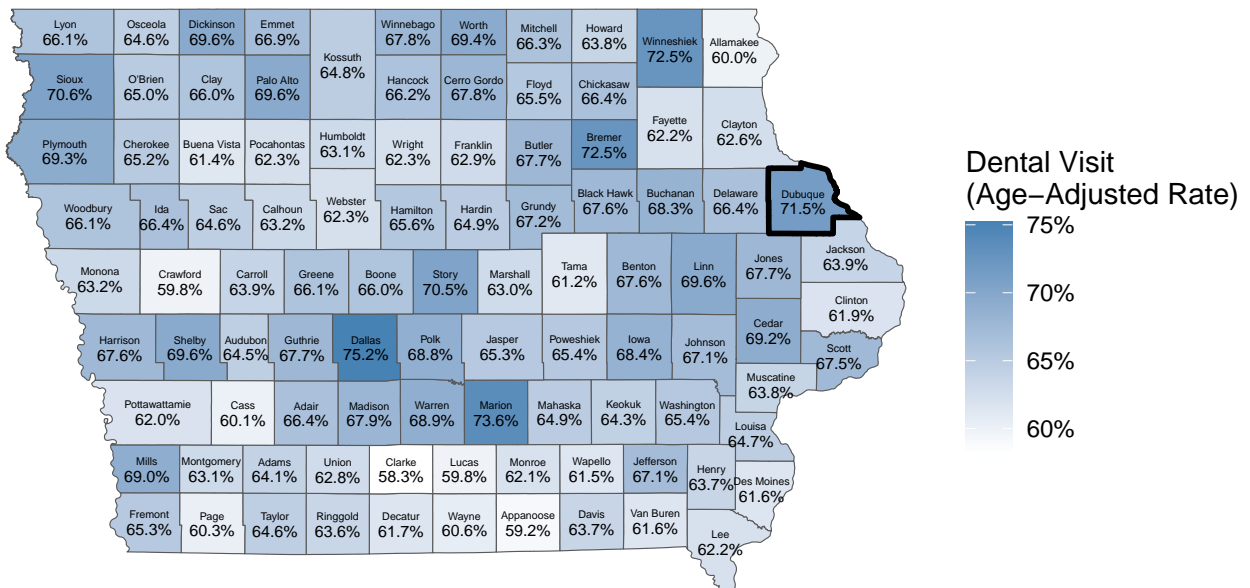 Lyon
66.1%
Osceola
64.6%
Dickinson
69.6%
Emmet
66.9%
Kossuth
64.8%
Winnebago
67.8%
Worth
69.4%
Mitchell
66.3%
Howard
63.8%
Winneshiek
72.5%
Allamakee
60.0%
Sioux
70.6%
O'Brien
65.0%
Clay
66.0%
Palo Alto
69.6%
Hancock
66.2%
Cerro Gordo
67.8%
Floyd
65.5%
Chickasaw
66.4%
Fayette
62.2%
Clayton
62.6%
Plymouth
69.3%
Cherokee
65.2%
Buena Vista
61.4%
Pocahontas
62.3%
Humboldt
63.1%
Wright
62.3%
Franklin
62.9%
Butler
67.7%
Bremer
72.5%
Woodbury
66.1%
Ida
66.4%
Sac
64.6%
Calhoun
63.2%
Webster
62.3%
Hamilton
65.6%
Hardin
64.9%
Grundy
67.2%
Black Hawk
67.6%
Buchanan
68.3%
Delaware
66.4%
Dubuque
71.5%
Monona
63.2%
Crawford
59.8%
Carroll
63.9%
Greene
66.1%
Boone
66.0%
Story
70.5%
Marshall
63.0%
Tama
61.2%
Benton
67.6%
Linn
69.6%
Jones
67.7%
Jackson
63.9%
Clinton
61.9%
Harrison
67.6%
Shelby
69.6%
Audubon
64.5%
Guthrie
67.7%
Dallas
75.2%
Polk
68.8%
Jasper
65.3%
Poweshiek
65.4%
Iowa
68.4%
Johnson
67.1%
Cedar
69.2%
Scott
67.5%
Muscatine
63.8%
Pottawattamie
62.0%
Cass
60.1%
Adair
66.4%
Madison
67.9%
Warren
68.9%
Marion
73.6%
Mahaska
64.9%
Keokuk
64.3%
Washington
65.4%
Louisa
64.7%
Mills
69.0%
Montgomery
63.1%
Adams
64.1%
Union
62.8%
Clarke
58.3%
Lucas
59.8%
Monroe
62.1%
Wapello
61.5%
Jefferson
67.1%
Henry
63.7%
Des Moines
61.6%
Fremont
65.3%
Page
60.3%
Taylor
64.6%
Ringgold
63.6%
Decatur
61.7%
Wayne
60.6%
Appanoose
59.2%
Davis
63.7%
Van Buren
61.6%
Lee
62.2%
Dental Visit
(Age−Adjusted Rate)
75%
70%
65%
60%